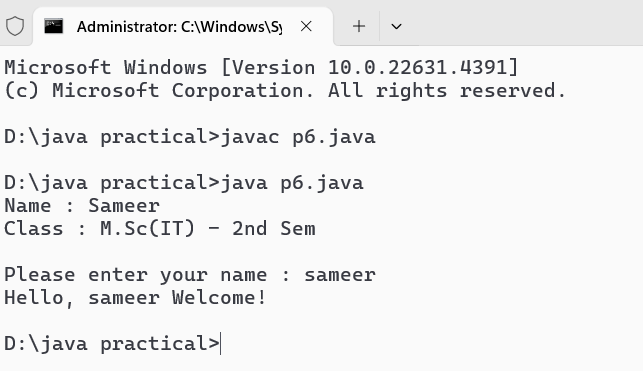 Administrator: C:\Windows\Sy
Microsoft Windows [Version 10.0.22631.4391]
(c) Microsoft Corporation. All rights reserved.
D:\java practical>javac p6.java
D:\java practical>java p6.java
Name : Sameer
Class : M.Sc(IT) - 2nd Sem
Please enter your name : sameer
Hello, sameer Welcome!
D:\java practical>